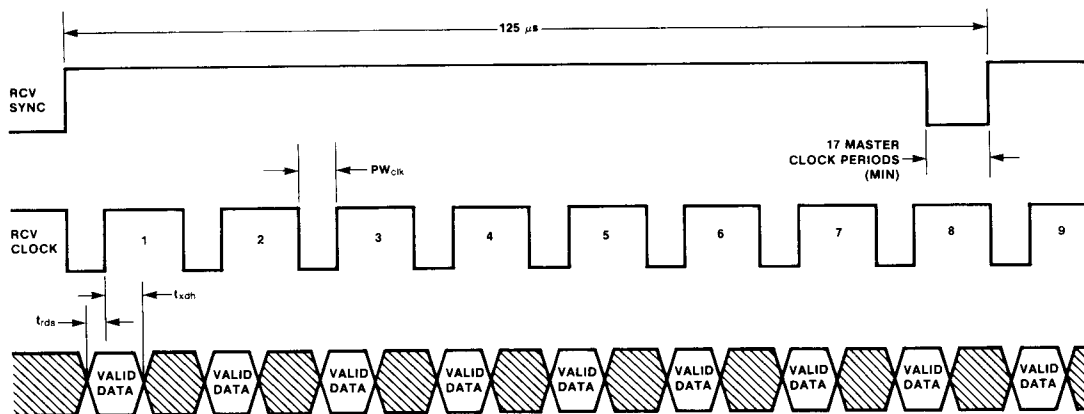 125 μs
RCV
SYNC
17 MASTER
CLOCK PERIODS
(MIN)
PWclk
RCV
CLOCK
1 2 3 4 5 6 7 8 9
txdh
trds
VALID DATA VALID DATA VALID DATA VALID DATA VALID DATA VALID DATA VALID DATA VALID DATA VALID DATA